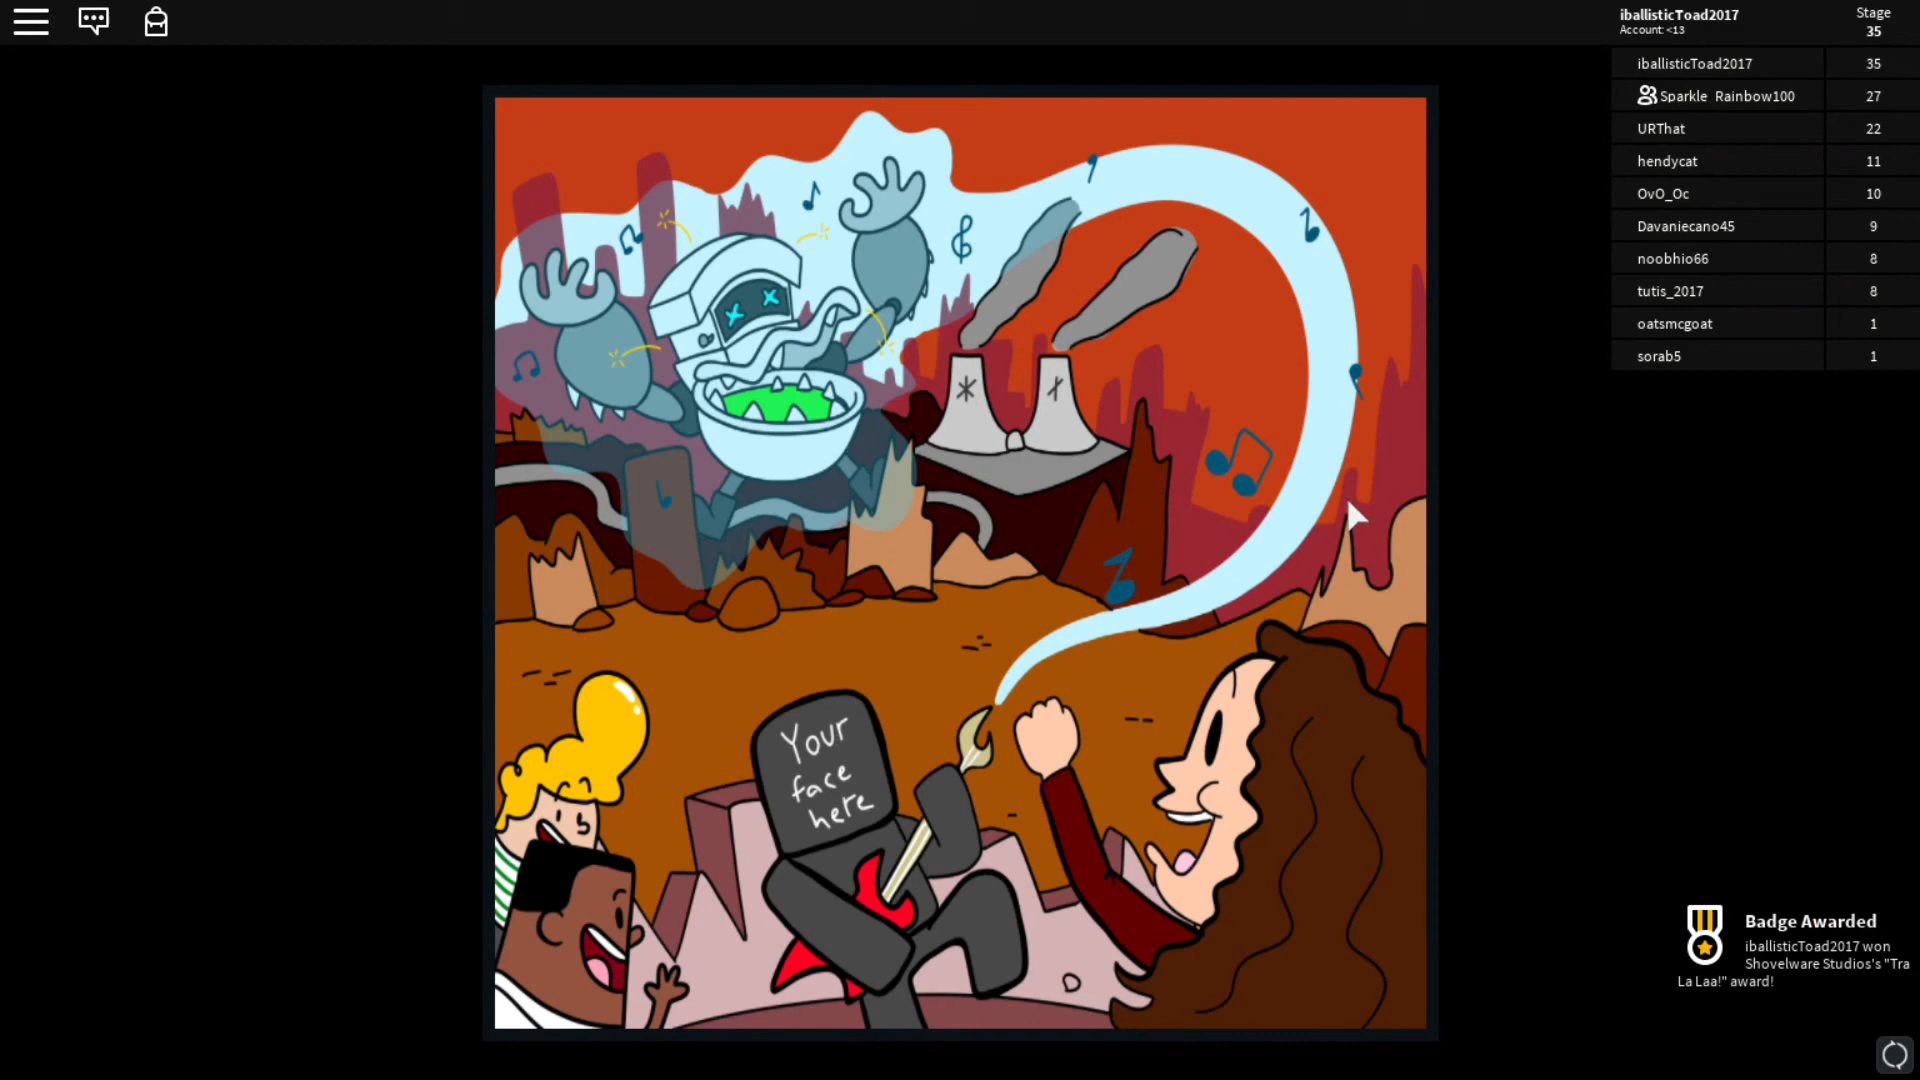 iballisticToad2017
Account: <13
Stage
35
iballisticToad2017 35
Sparkle_Rainbow100 27
URThat 22
hendycat 11
OvO_Oc 10
Davaniecano45 9
noobhio66 8
tutis_2017 8
oatsmcgoat 1
sorab5 1
Your
face
here
Badge Awarded
iballisticToad2017 won
Shovelware Studios's "Tra
La Laa!" award!